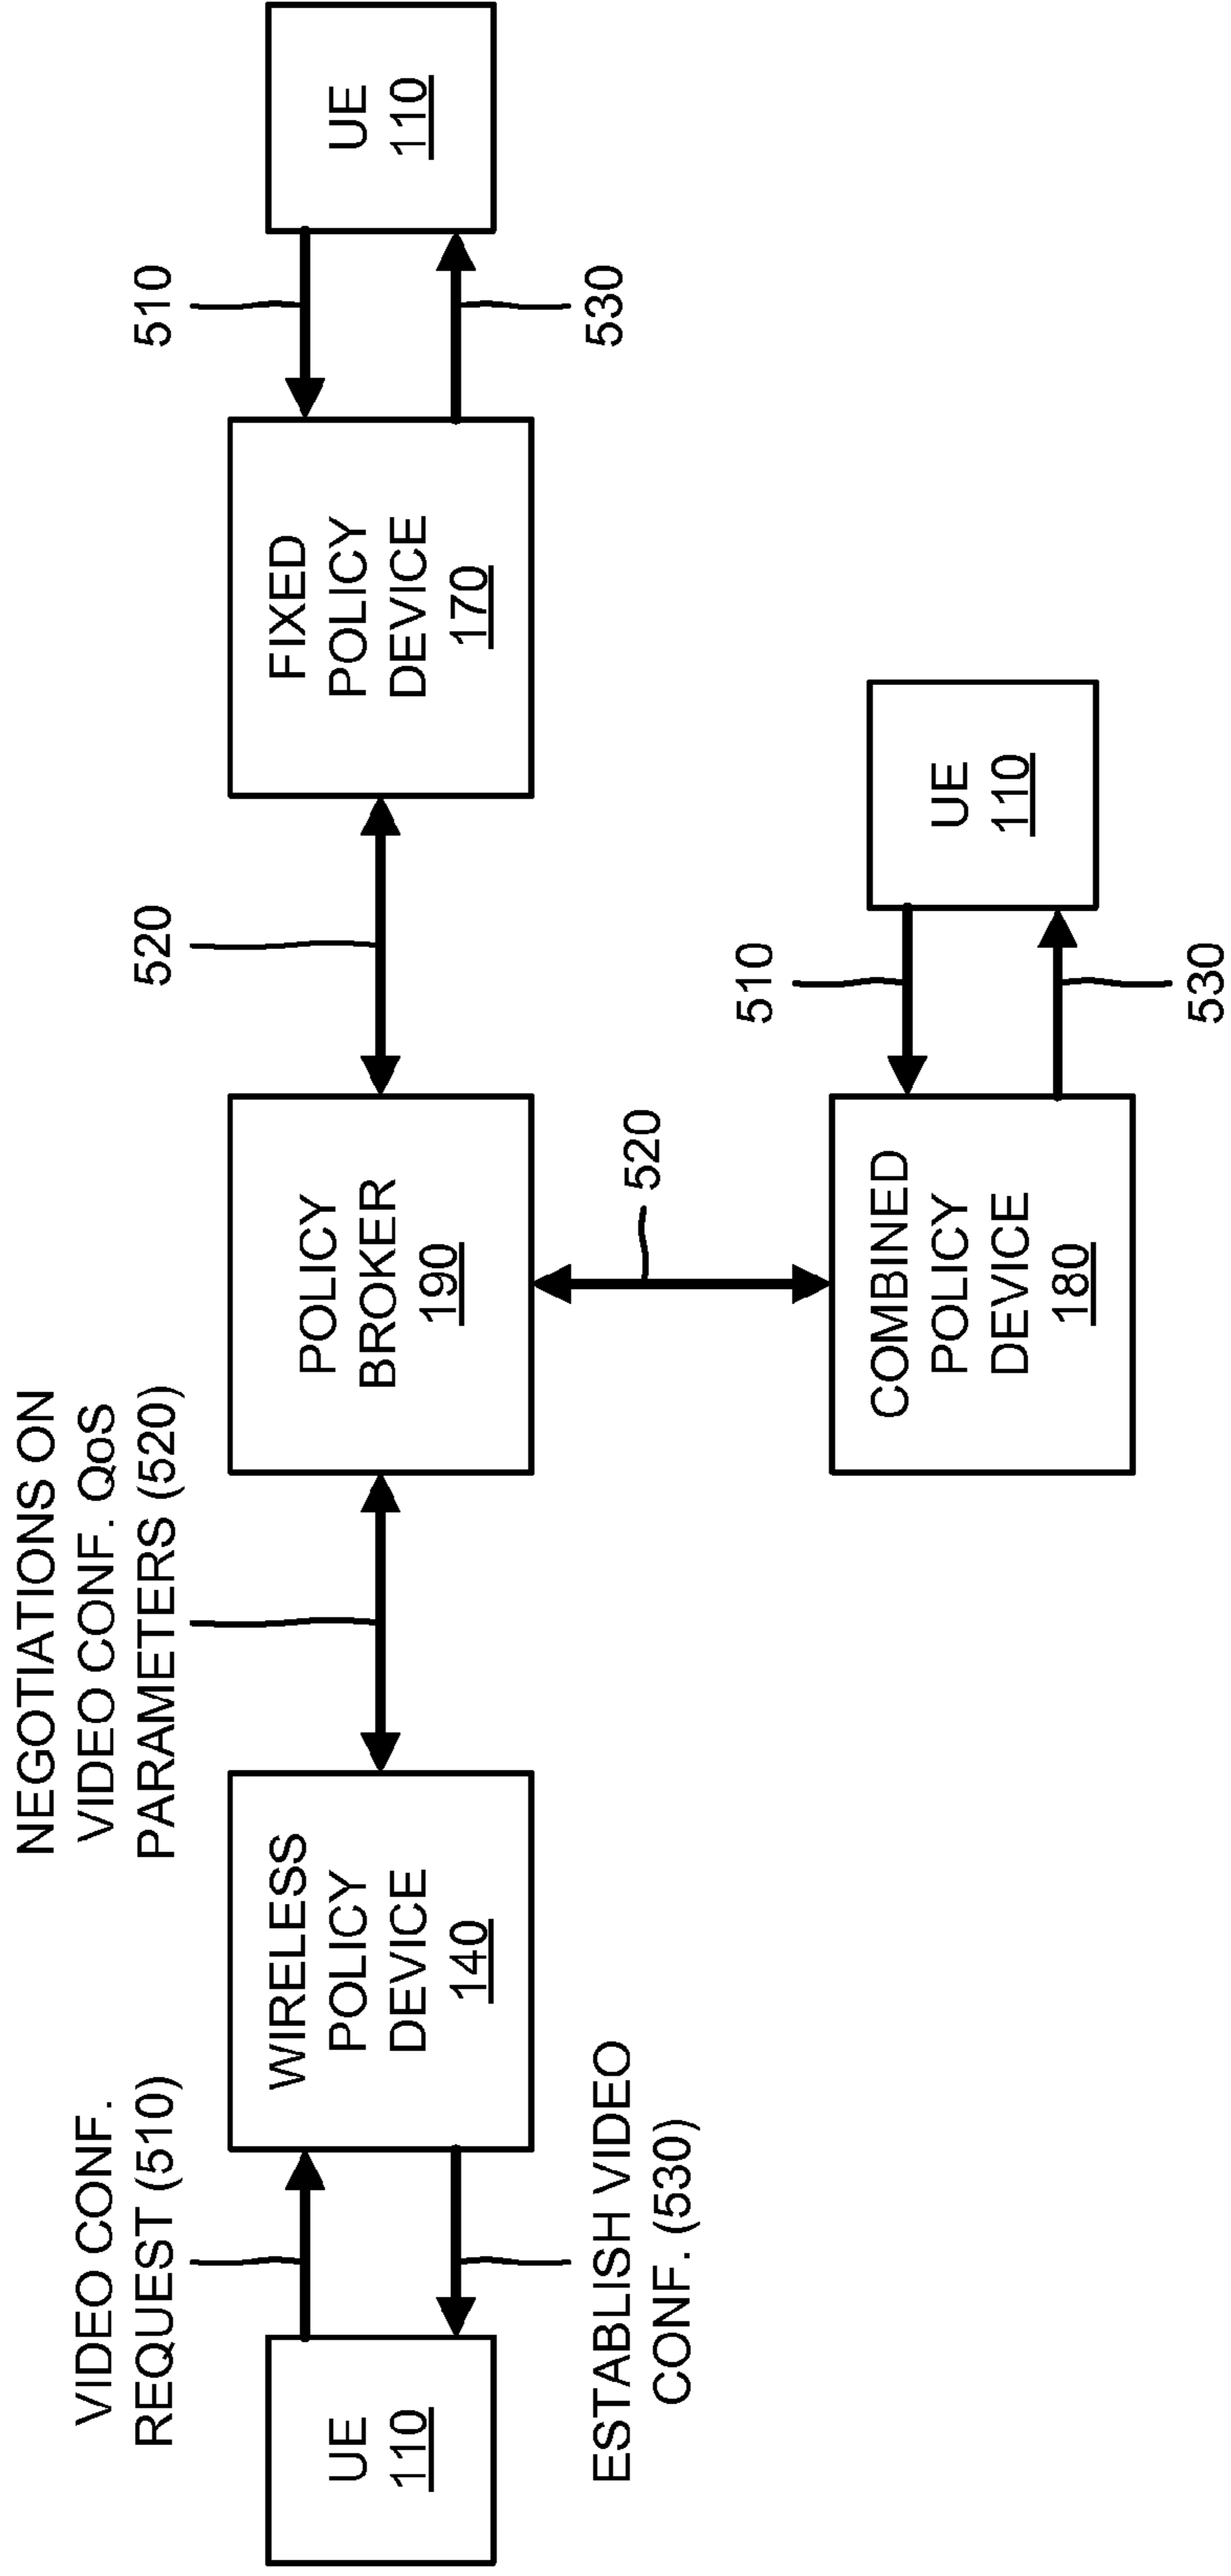 NEGOTIATIONS ON
VIDEO CONF. QoS
PARAMETERS (520)
VIDEO CONF.
REQUEST (510)
520
510
UE
110
WIRELESS
POLICY
DEVICE
140
POLICY
BROKER
190
FIXED
POLICY
DEVICE
170
UE
110
ESTABLISH VIDEO
CONF. (530)
520
530
510
COMBINED
POLICY
DEVICE
180
UE
110
530